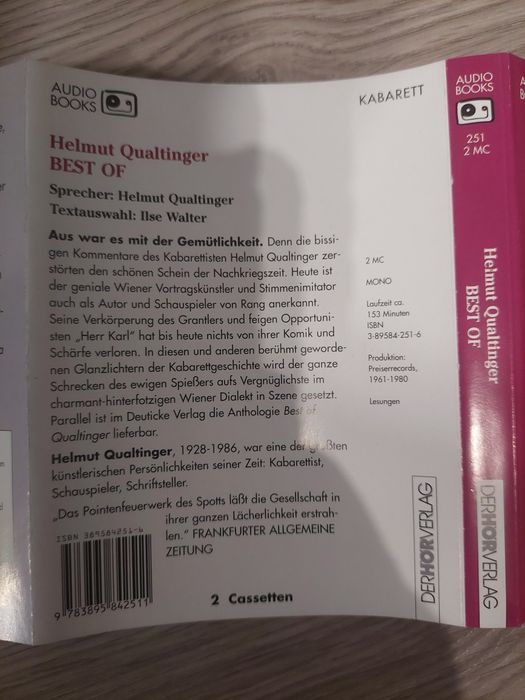 AUDIO
BOOKS
KABARETT
Helmut Qualtinger
BEST OF
Sprecher: Helmut Qualtinger
Textauswahl: Ilse Walter
Aus war es mit der Gemütlichkeit. Denn die bissi-
gen Kommentare des Kabarettisten Helmut Qualtinger zer-
störten den schönen Schein der Nachkriegszeit. Heute ist
der geniale Wiener Vortragskünstler und Stimmenimitator
auch als Autor und Schauspieler von Rang anerkannt.
Seine Verkörperung des Grantlers und feigen Opportuni-
sten „Herr Karl" hat bis heute nichts von ihrer Komik und
Schärfe verloren. In diesen und anderen berühmt geworde-
nen Glanzlichtern der Kabarettgeschichte wird der ganze
Schrecken des ewigen Spießers aufs Vergnüglichste im
charmant-hinterfotzigen Wiener Dialekt in Szene gesetzt.
Parallel ist im Deuticke Verlag die Anthologie Best of
Qualtinger lieferbar.
Helmut Qualtinger, 1928-1986, war eine der größten
künstlerischen Persönlichkeiten seiner Zeit: Kabarettist,
Schauspieler, Schriftsteller.
„Das Pointenfeuerwerk des Spotts läßt die Gesellschaft in
ihrer ganzen Lächerlichkeit erstrah-
len." FRANKFURTER ALLGEMEINE
ZEITUNG
ISBN 3895842516
9 783895 842511
2 Cassetten
2 MC
MONO
Laufzeit ca.
153 Minuten
ISBN
3-89584-251-6
Produktion:
Preiserrecords,
1961-1980
Lesungen
DERHÖRVERLAG
AUDIO
BOOKS
251
2 MC
Helmut Qualtinger
BEST OF
DERHÖRVERLAG